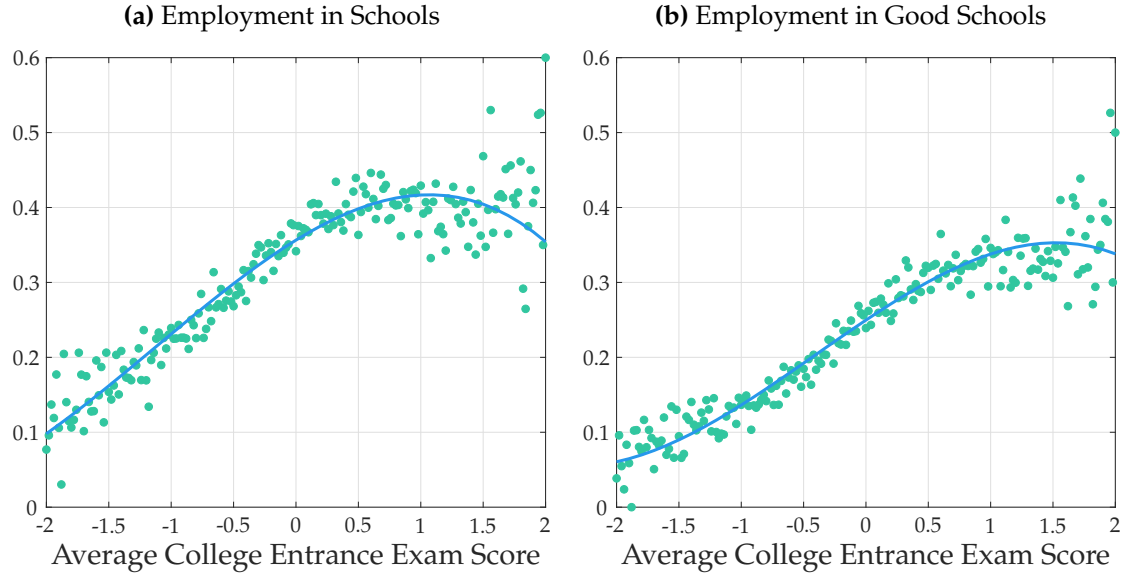 (a) Employment in Schools
0.6
0.5
0.4
0.3
0.2
0.1
0
-2 -1.5 -1 -0.5 0 0.5 1 1.5 2
Average College Entrance Exam Score
(b) Employment in Good Schools
0.6
0.5
0.4
0.3
0.2
0.1
0
-2 -1.5 -1 -0.5 0 0.5 1 1.5 2
Average College Entrance Exam Score